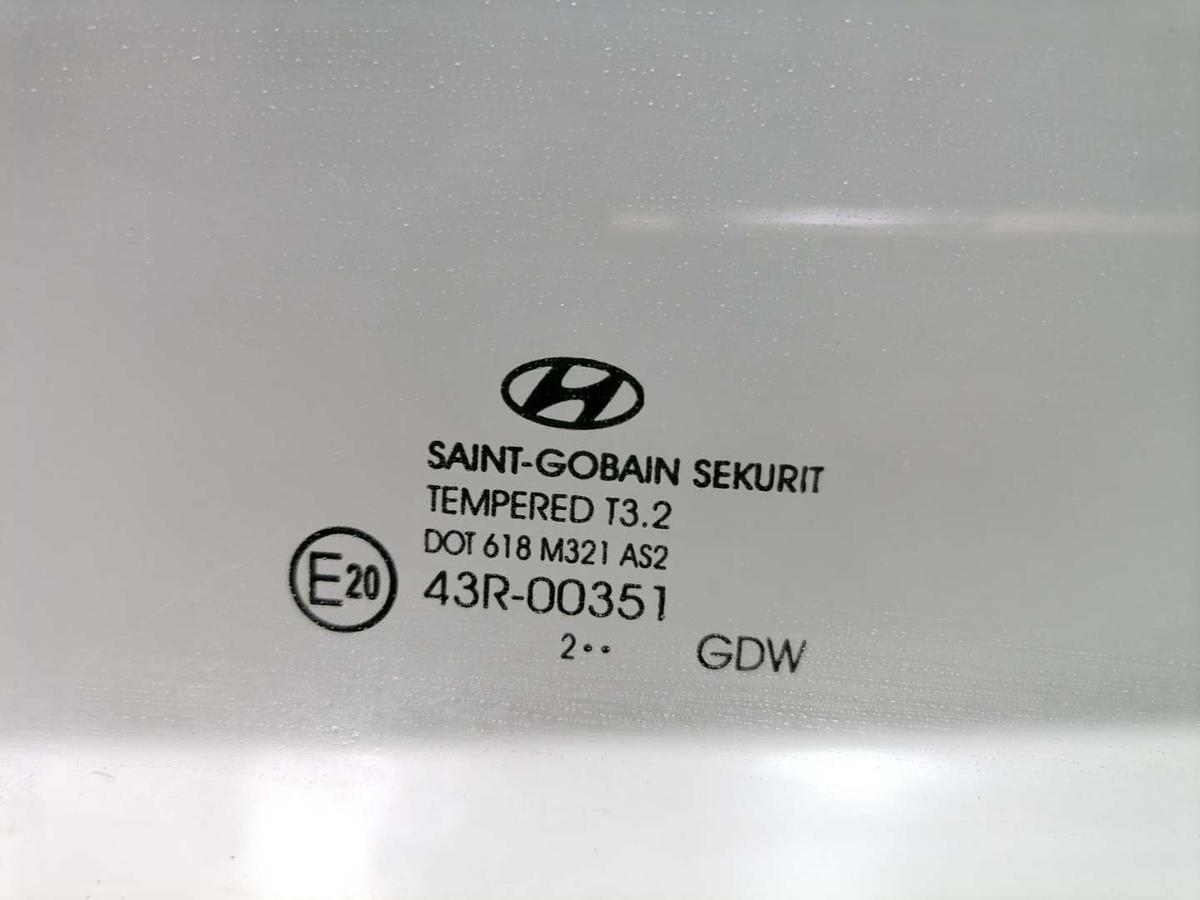 SAINT-GOBAIN SEKURIT
TEMPERED T3.2
DOT 618 M321 AS2
E20 43R-00351
2•• GDW